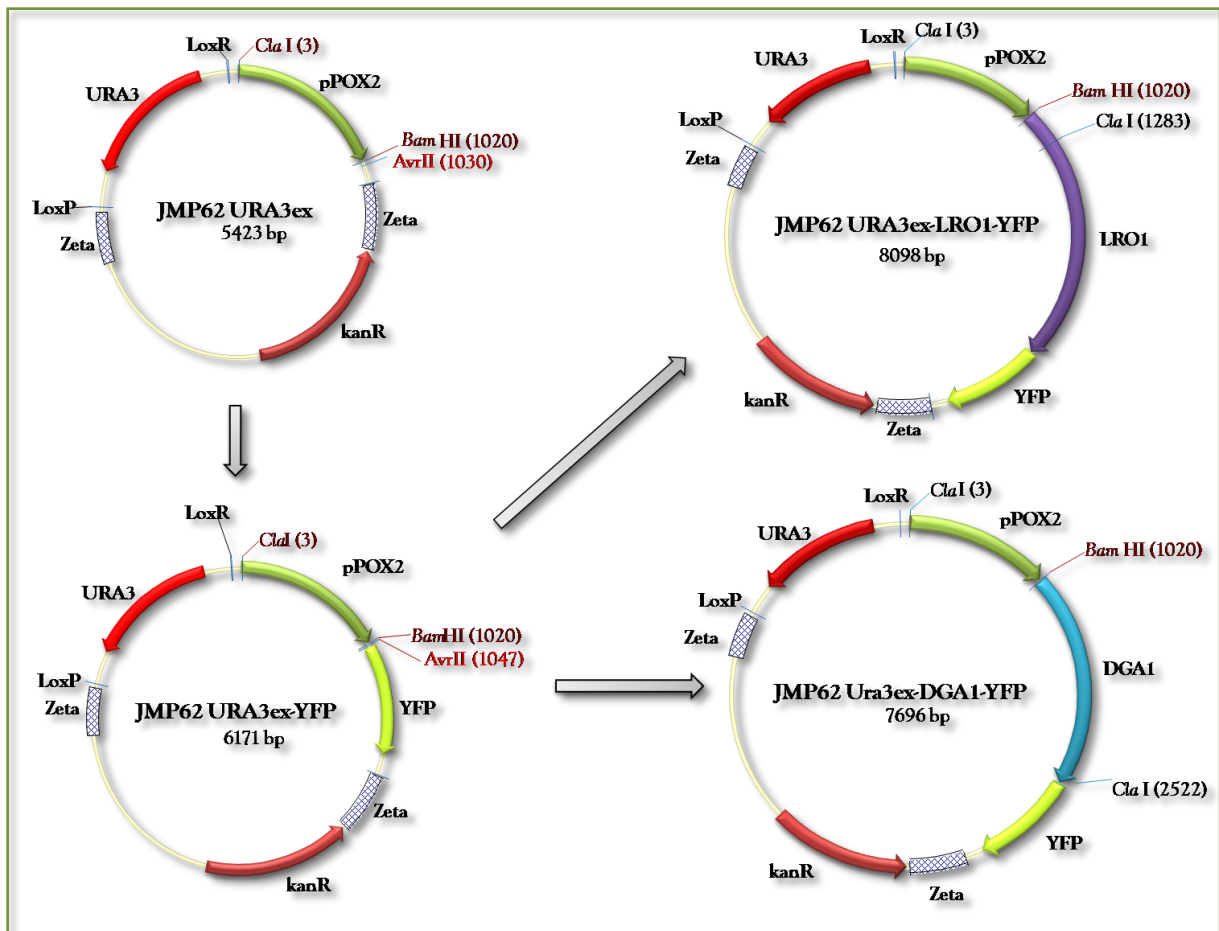 LoxR
Cla I (3)
pPOX2
URA3
Bam HI (1020)
AvrII (1030)
LoxP
Zeta
JMP62 URA3ex
5423 bp
Zeta
kanR
LoxR
Cla I (3)
pPOX2
URA3
Bam HI (1020)
Cla I (1283)
LoxP
Zeta
JMP62 URA3ex-LRO1-YFP
8098 bp
LRO1
kanR
YFP
Zeta
LoxR
ClaI (3)
pPOX2
URA3
BamHI (1020)
AvrII (1047)
LoxP
Zeta
JMP62 URA3ex-YFP
6171 bp
YFP
Zeta
kanR
LoxR
Cla I (3)
pPOX2
URA3
Bam HI (1020)
LoxP
Zeta
DGA1
JMP62 Ura3ex-DGA1-YFP
7696 bp
Cla I (2522)
YFP
kanR
Zeta